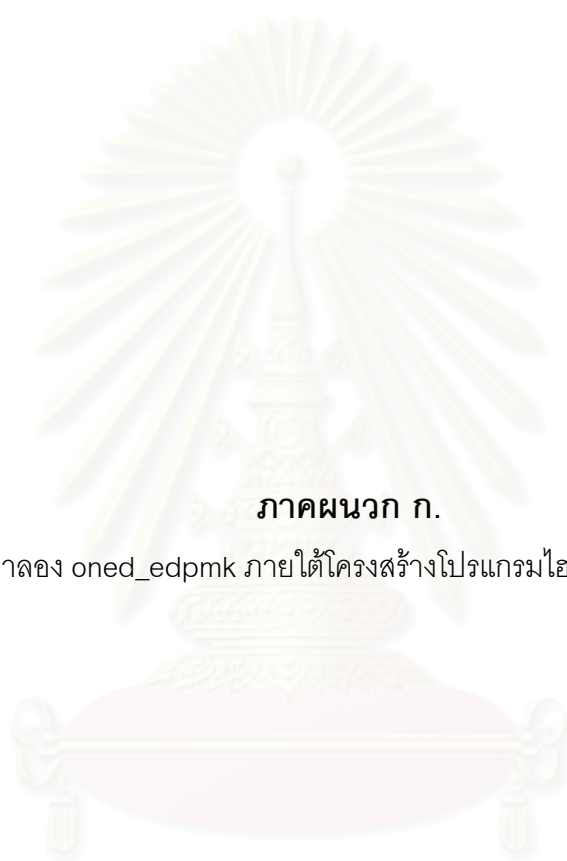 ภาคผนวก ก.
าลอง oned_edpmk ภายใต้โครงสร้างโปรแกรมไฮ